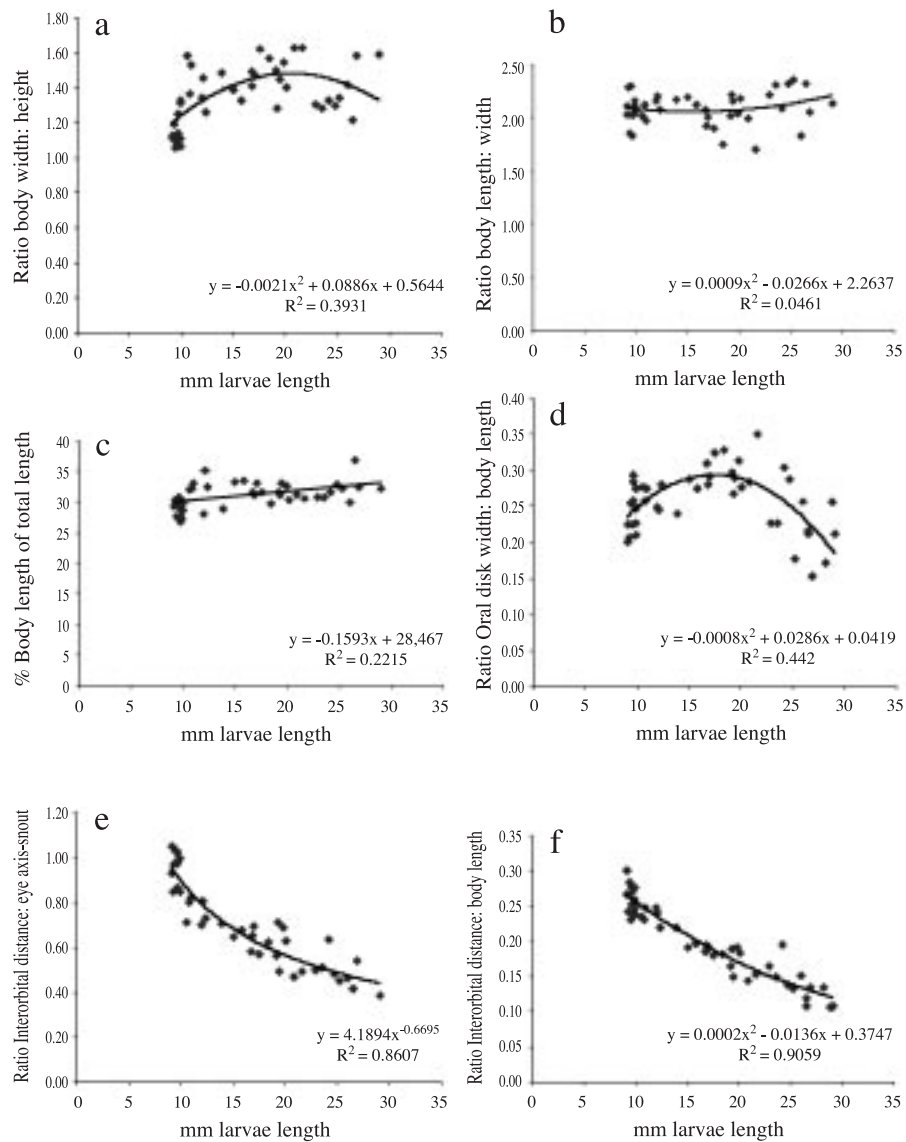 a
Ratio body width: height
1.80
1.60
1.40
1.20
1.00
0.80
0.60
0.40
0.20
0.00
y = -0.0021x² + 0.0886x + 0.5644
R² = 0.3931
0 5 10 15 20 25 30 35
mm larvae length
b
Ratio body length: width
2.50
2.00
1.50
1.00
0.50
0.00
y = 0.0009x² - 0.0266x + 2.2637
R² = 0.0461
0 5 10 15 20 25 30 35
mm larvae length
c
% Body length of total length
40
35
30
25
20
15
10
5
0
y = -0.1593x + 28,467
R² = 0.2215
0 5 10 15 20 25 30 35
mm larvae length
d
Ratio Oral disk width: body length
0.40
0.35
0.30
0.25
0.20
0.15
0.10
0.05
0.00
y = -0.0008x² + 0.0286x + 0.0419
R² = 0.442
0 5 10 15 20 25 30 35
mm larvae length
e
Ratio Interorbital distance: eye axis-snout
1.20
1.00
0.80
0.60
0.40
0.20
0.00
y = 4.1894x⁻⁰·⁶⁶⁹⁵
R² = 0.8607
0 5 10 15 20 25 30 35
mm larvae length
f
Ratio Interorbital distance: body length
0.35
0.30
0.25
0.20
0.15
0.10
0.05
0.00
y = 0.0002x² - 0.0136x + 0.3747
R² = 0.9059
0 5 10 15 20 25 30 35
mm larvae length